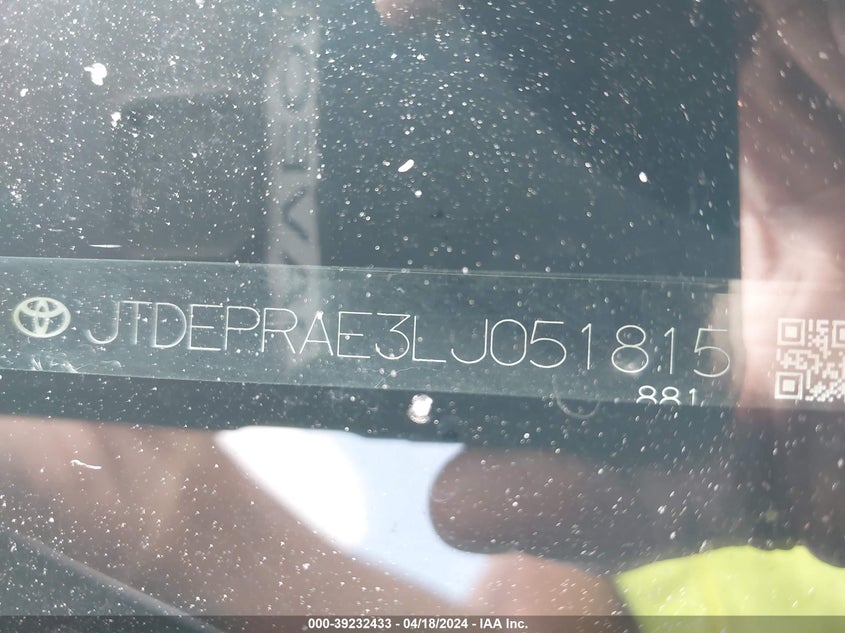 JTDEPRAE3LJ051815
881
000-39232433 - 04/18/2024 - IAA Inc.